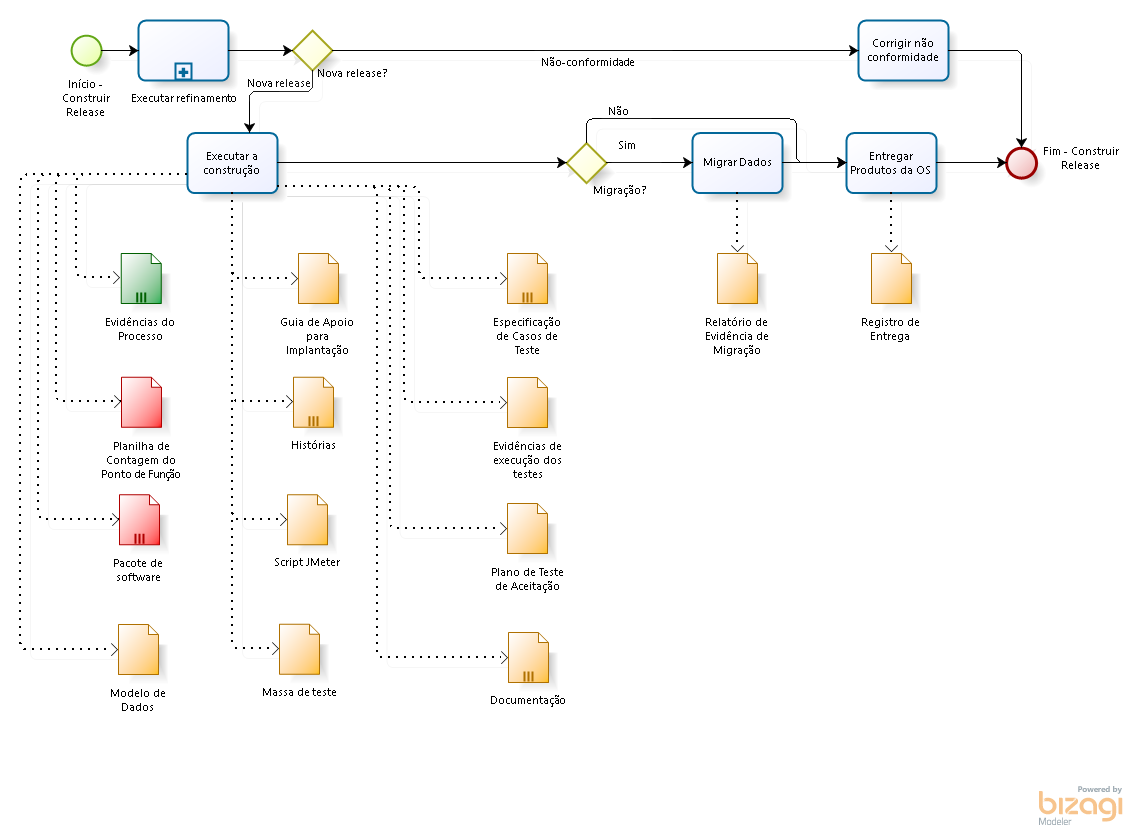 Início -
Construir
Release
Executar refinamento
Nova release?
Nova release
Não-conformidade
Corrigir não
conformidade
Executar a
construção
Não
Sim
Migração?
Migrar Dados
Entregar
Produtos da OS
Fim - Construir
Release
Evidências do
Processo
Guia de Apoio
para
Implantação
Especificação
de Casos de
Teste
Relatório de
Evidência de
Migração
Registro de
Entrega
Planilha de
Contagem do
Ponto de Função
Histórias
Evidências de
execução dos
testes
Pacote de
software
Script JMeter
Plano de Teste
de Aceitação
Modelo de
Dados
Massa de teste
Documentação
Powered by
bizagi
Modeler